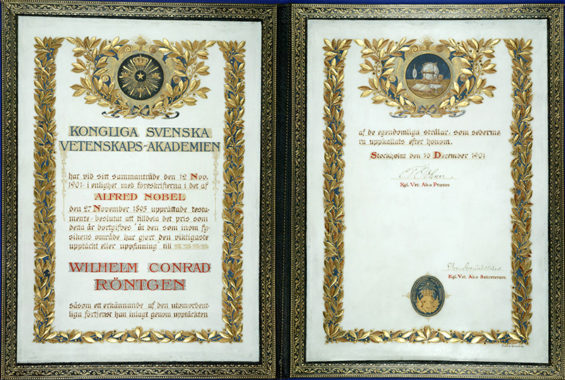 KONGLIGA SVENSKA
VETENSKAPS-AKADEMIEN
har vid sitt sammanträde den 12 Nov.
1901 i enlighet med föreskrifterna i det af
ALFRED NOBEL
den 27 November 1895 upprättade testa-
mente beslutat att tilldela det pris som
detta år bortgifves åt den som inom fy-
sikens område har gjort den viktigaste
upptäckt eller uppfinning till
WILHELM CONRAD
RÖNTGEN
såsom ett erkännande af den utomordent-
liga förtjenst han inlagt genom upptäckten
af de egendomliga strålar, som sedermera
uppkallats efter honom.
Stockholm den 10 December 1901
Kgl. Vet. Akad. Preses
Kgl. Vet. Akad. Sekreterare